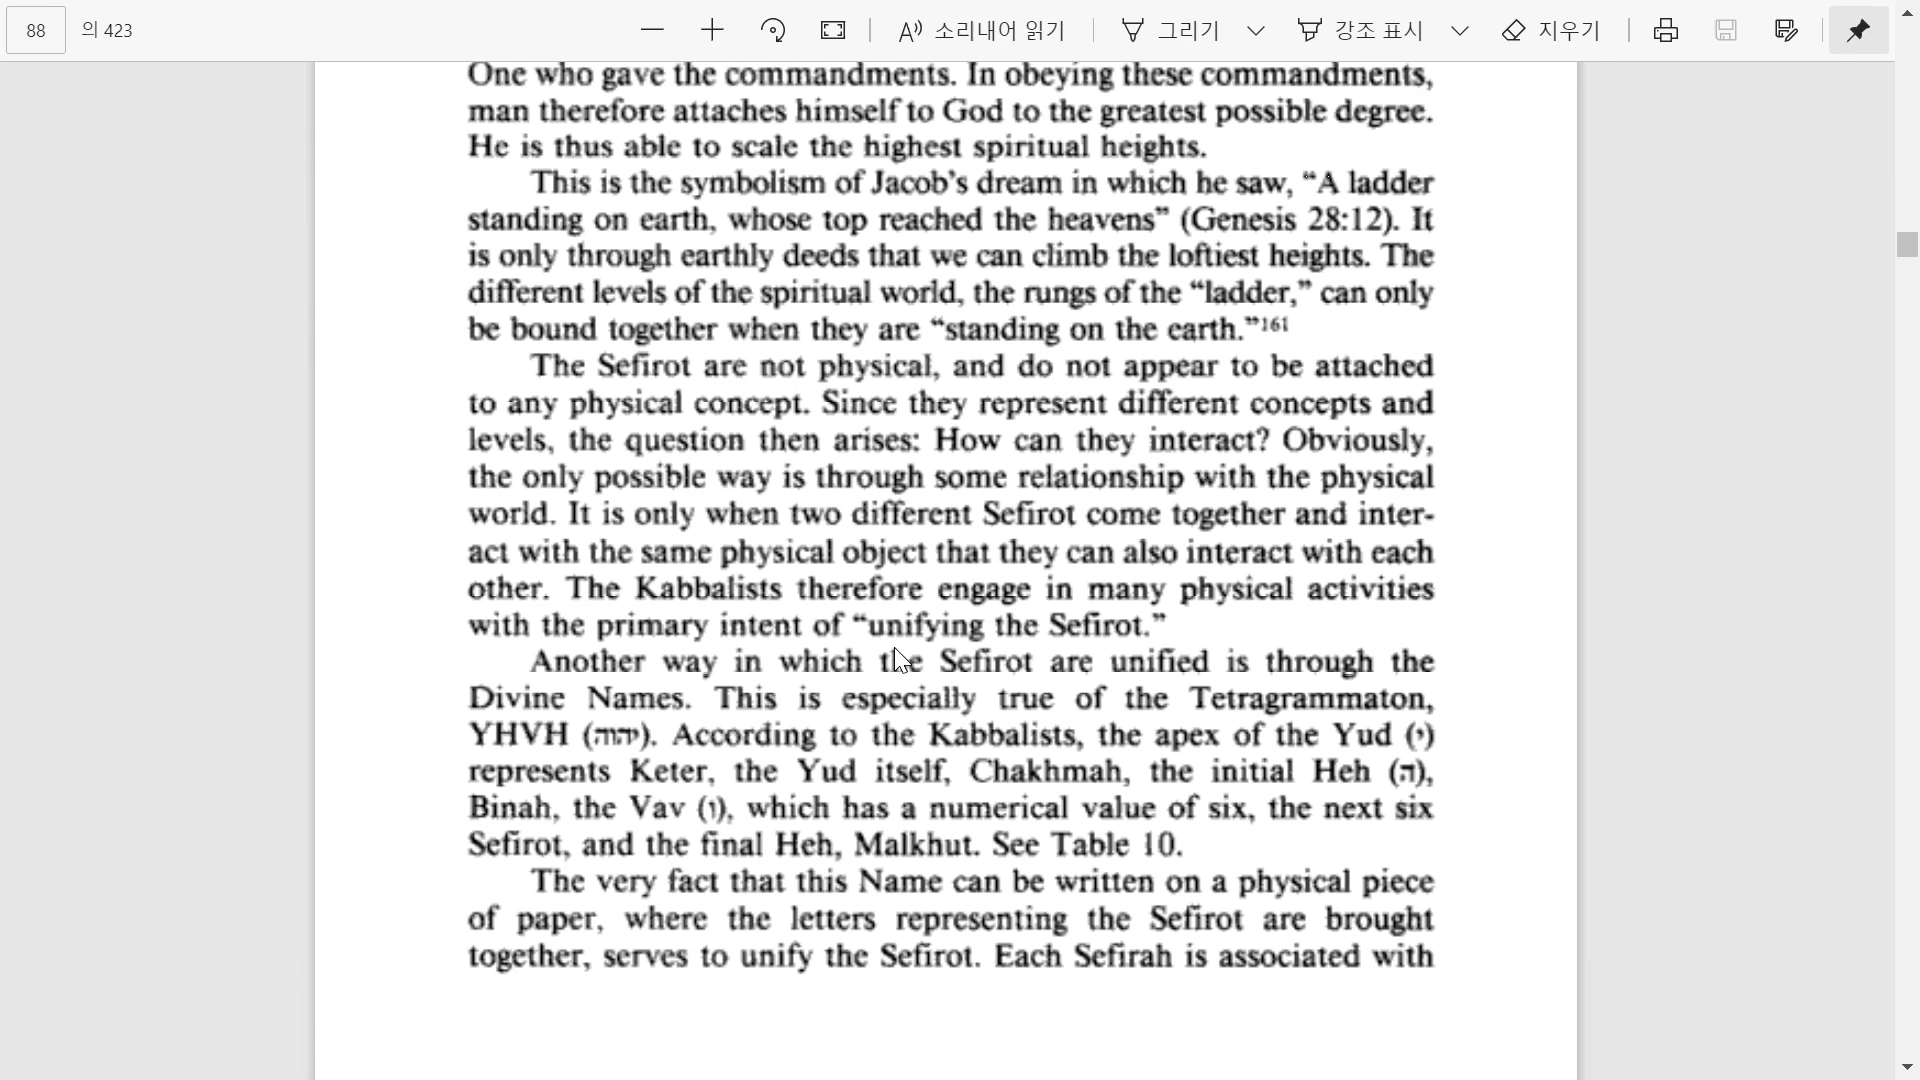 88 의 423 소리내어 읽기 그리기 강조 표시 지우기
One who gave the commandments. In obeying these commandments,
man therefore attaches himself to God to the greatest possible degree.
He is thus able to scale the highest spiritual heights.
This is the symbolism of Jacob's dream in which he saw, “A ladder
standing on earth, whose top reached the heavens” (Genesis 28:12). It
is only through earthly deeds that we can climb the loftiest heights. The
different levels of the spiritual world, the rungs of the “ladder,” can only
be bound together when they are “standing on the earth.”161
The Sefirot are not physical, and do not appear to be attached
to any physical concept. Since they represent different concepts and
levels, the question then arises: How can they interact? Obviously,
the only possible way is through some relationship with the physical
world. It is only when two different Sefirot come together and inter-
act with the same physical object that they can also interact with each
other. The Kabbalists therefore engage in many physical activities
with the primary intent of “unifying the Sefirot.”
Another way in which the Sefirot are unified is through the
Divine Names. This is especially true of the Tetragrammaton,
YHVH (יהוה). According to the Kabbalists, the apex of the Yud (י)
represents Keter, the Yud itself, Chakhmah, the initial Heh (ה),
Binah, the Vav (ו), which has a numerical value of six, the next six
Sefirot, and the final Heh, Malkhut. See Table 10.
The very fact that this Name can be written on a physical piece
of paper, where the letters representing the Sefirot are brought
together, serves to unify the Sefirot. Each Sefirah is associated with